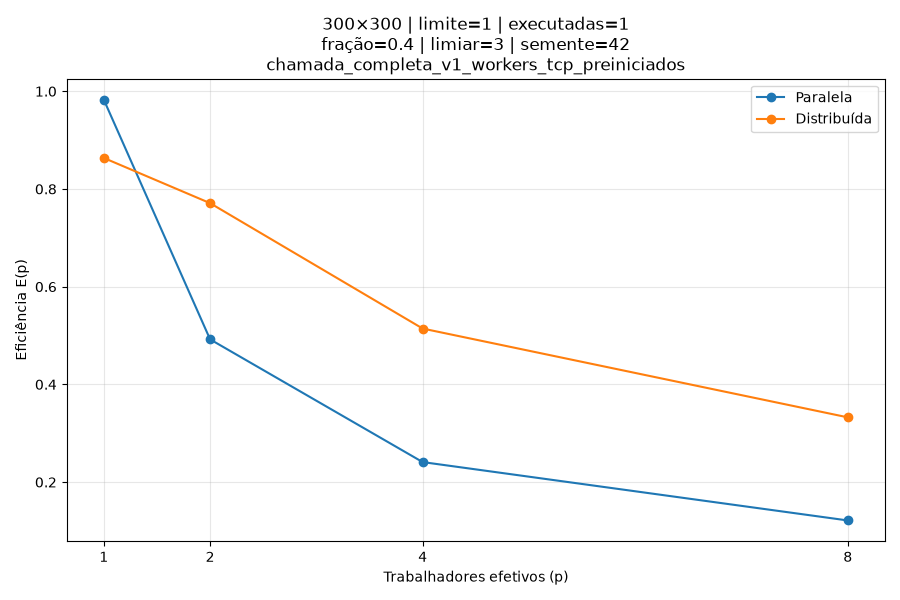 300×300 | limite=1 | executadas=1
fração=0.4 | limiar=3 | semente=42
chamada_completa_v1_workers_tcp_preiniciados
Paralela
Distribuída
Eficiência E(p)
1.0
0.8
0.6
0.4
0.2
1
2
4
8
Trabalhadores efetivos (p)